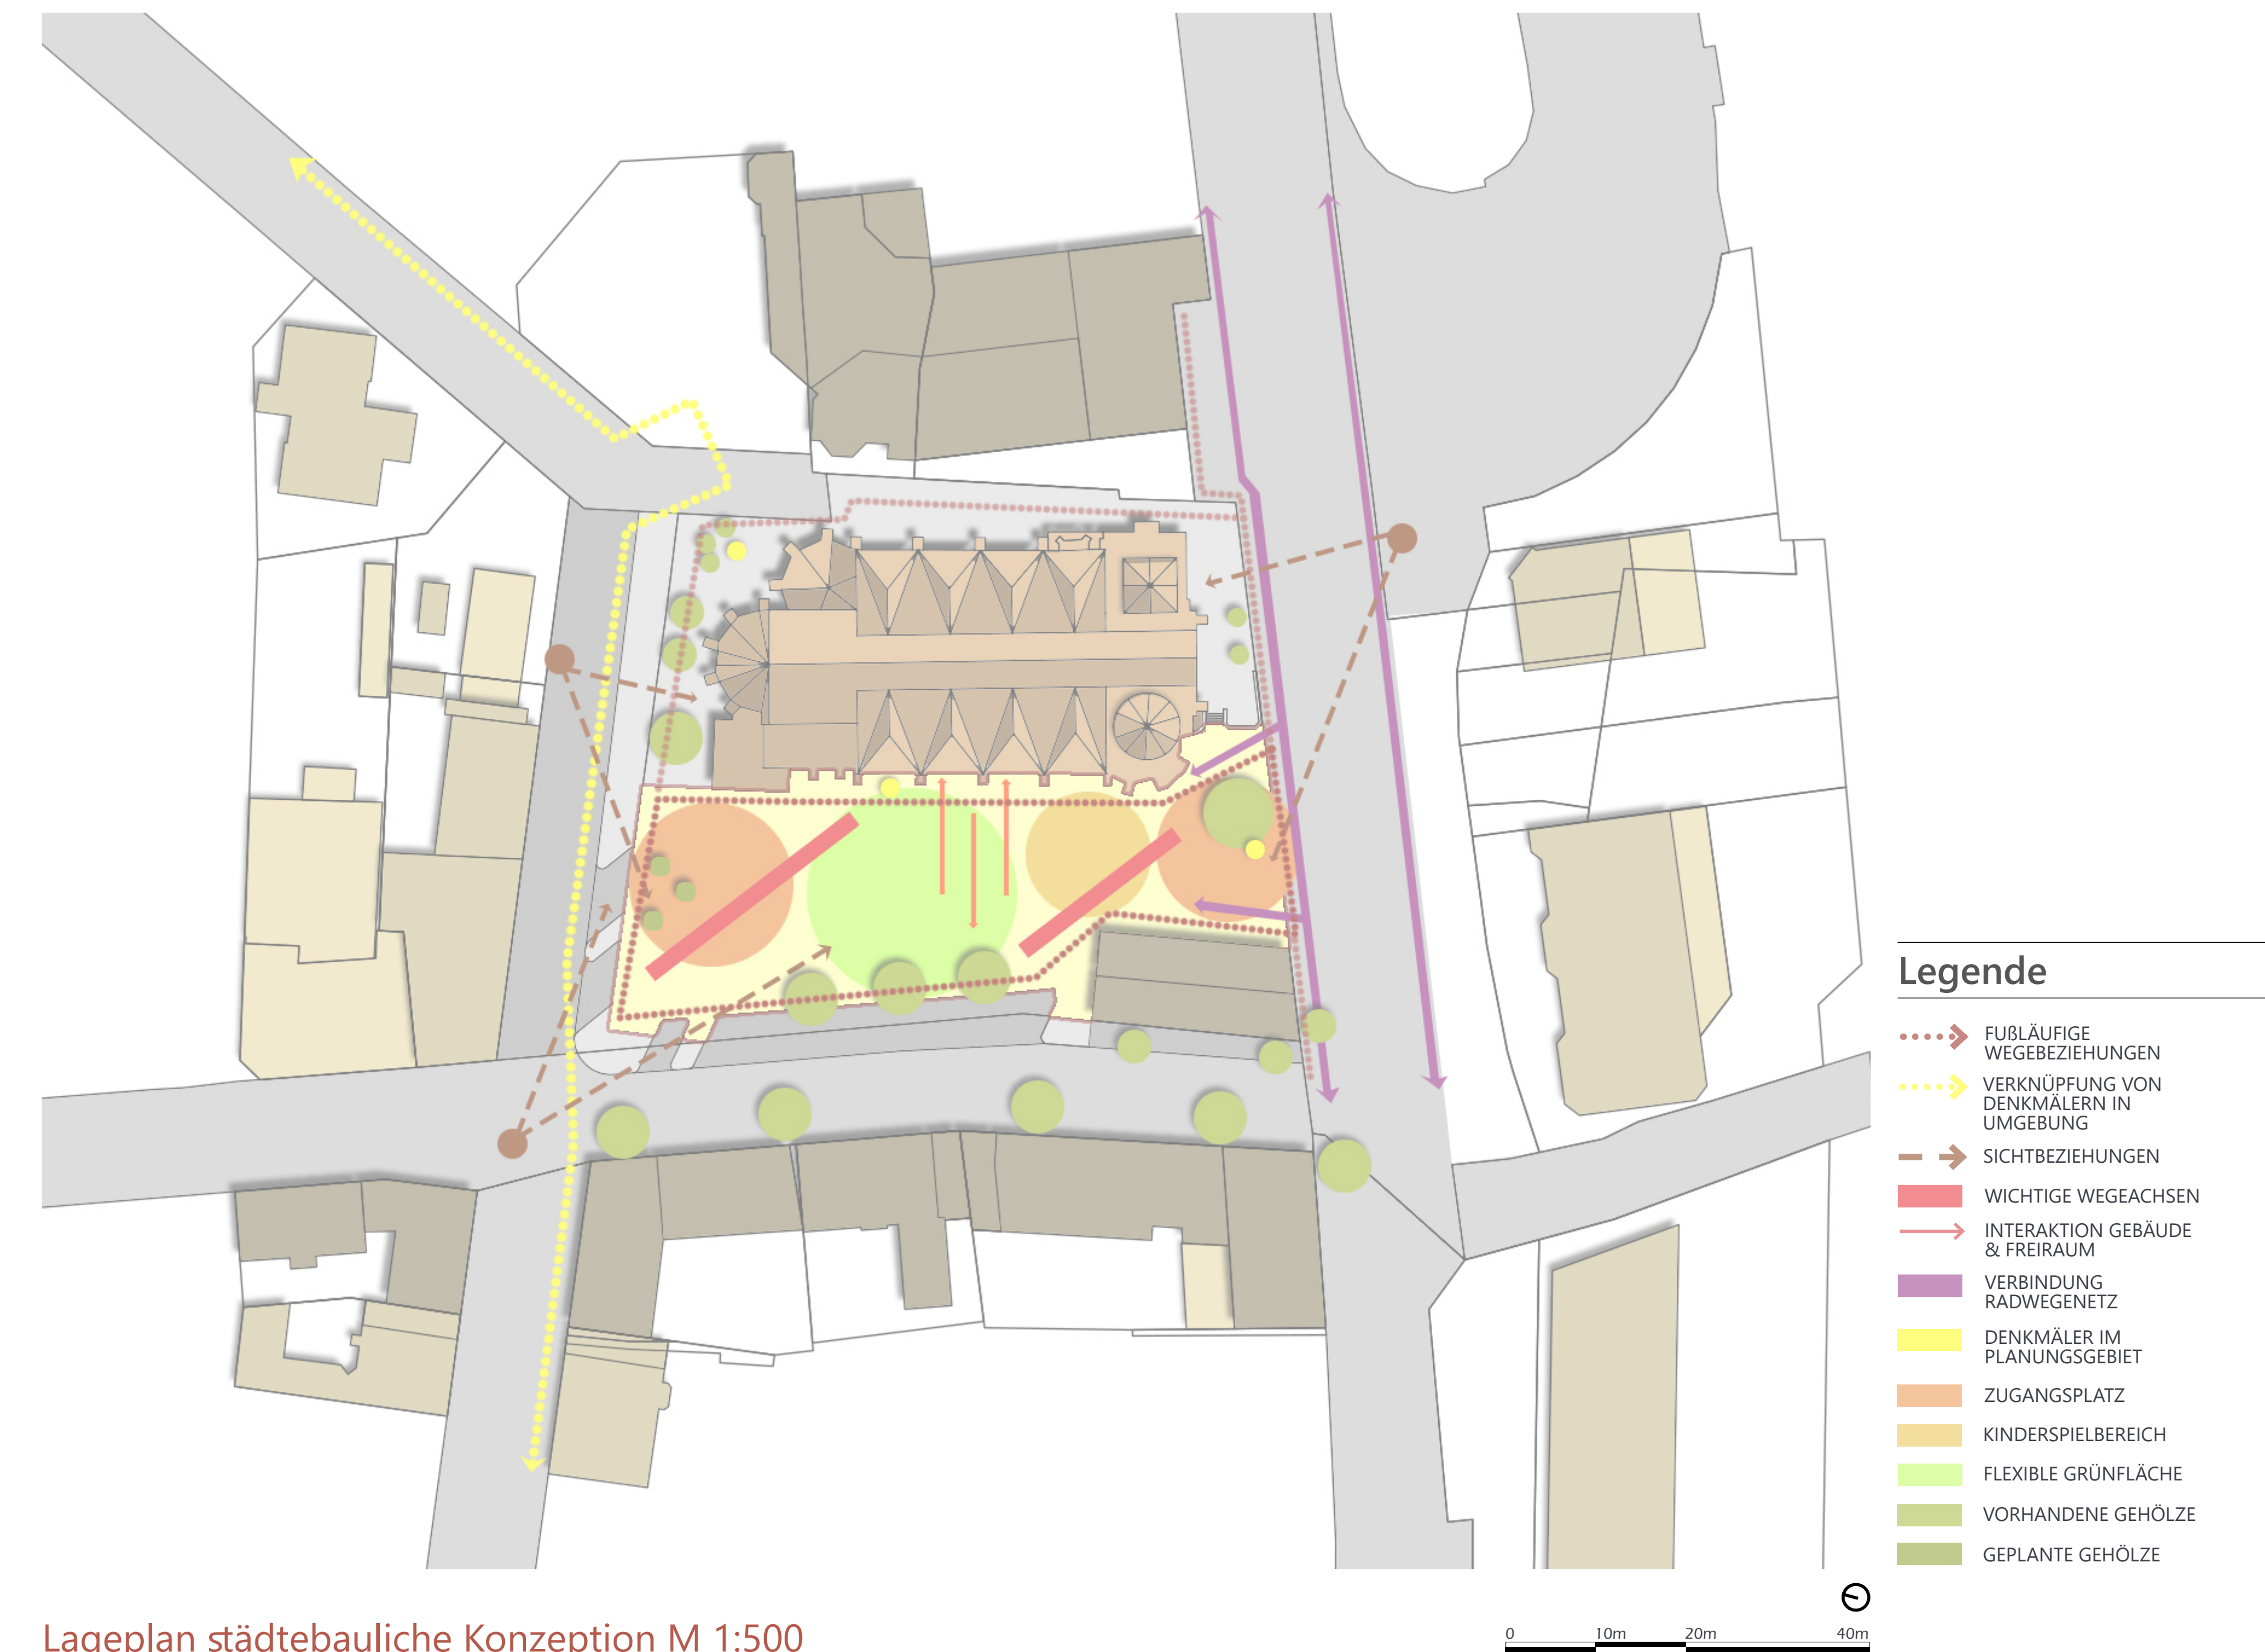 Legende
FUßLÄUFIGE
WEGEBEZIEHUNGEN
VERKNÜPFUNG VON
DENKMÄLERN IN
UMGEBUNG
SICHTBEZIEHUNGEN
WICHTIGE WEGEACHSEN
INTERAKTION GEBÄUDE
& FREIRAUM
VERBINDUNG
RADWEGENETZ
DENKMÄLER IM
PLANUNGSGEBIET
ZUGANGSPLATZ
KINDERSPIELBEREICH
FLEXIBLE GRÜNFLÄCHE
VORHANDENE GEHÖLZE
GEPLANTE GEHÖLZE
Lageplan städtebauliche Konzeption M 1:500
0 10m 20m 40m